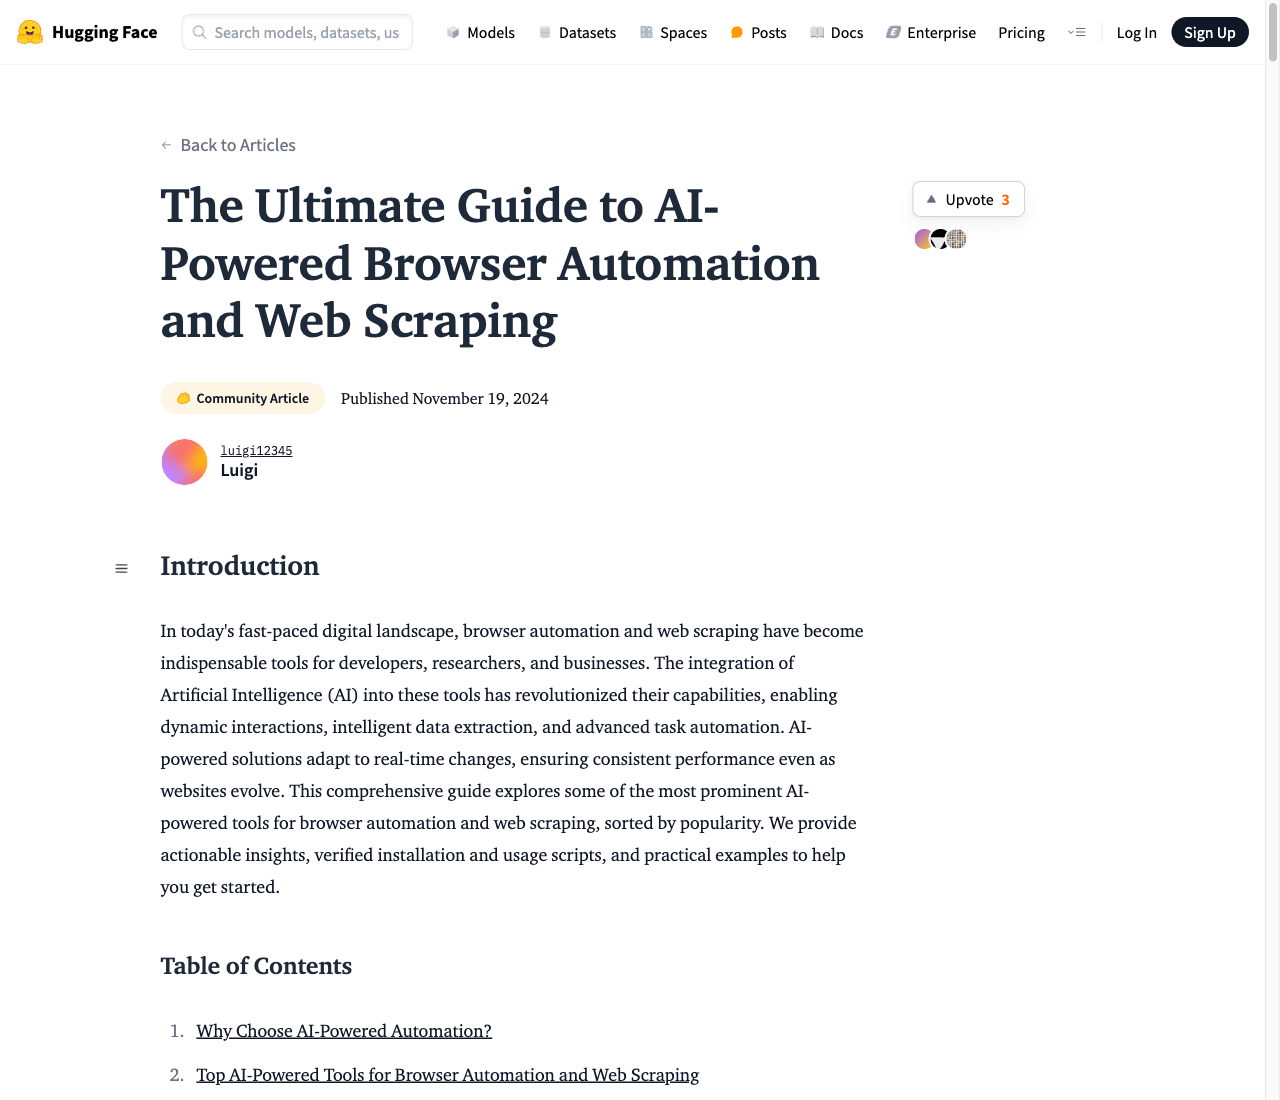 Hugging Face
Search models, datasets, us
Models
Datasets
Spaces
Posts
Docs
Enterprise
Pricing
Log In
Sign Up
Back to Articles
The Ultimate Guide to AI-
Powered Browser Automation
and Web Scraping
Upvote 3
Community Article
Published November 19, 2024
luigi12345
Luigi
Introduction
In today's fast-paced digital landscape, browser automation and web scraping have become
indispensable tools for developers, researchers, and businesses. The integration of
Artificial Intelligence (AI) into these tools has revolutionized their capabilities, enabling
dynamic interactions, intelligent data extraction, and advanced task automation. AI-
powered solutions adapt to real-time changes, ensuring consistent performance even as
websites evolve. This comprehensive guide explores some of the most prominent AI-
powered tools for browser automation and web scraping, sorted by popularity. We provide
actionable insights, verified installation and usage scripts, and practical examples to help
you get started.
Table of Contents
1. Why Choose AI-Powered Automation?
2. Top AI-Powered Tools for Browser Automation and Web Scraping